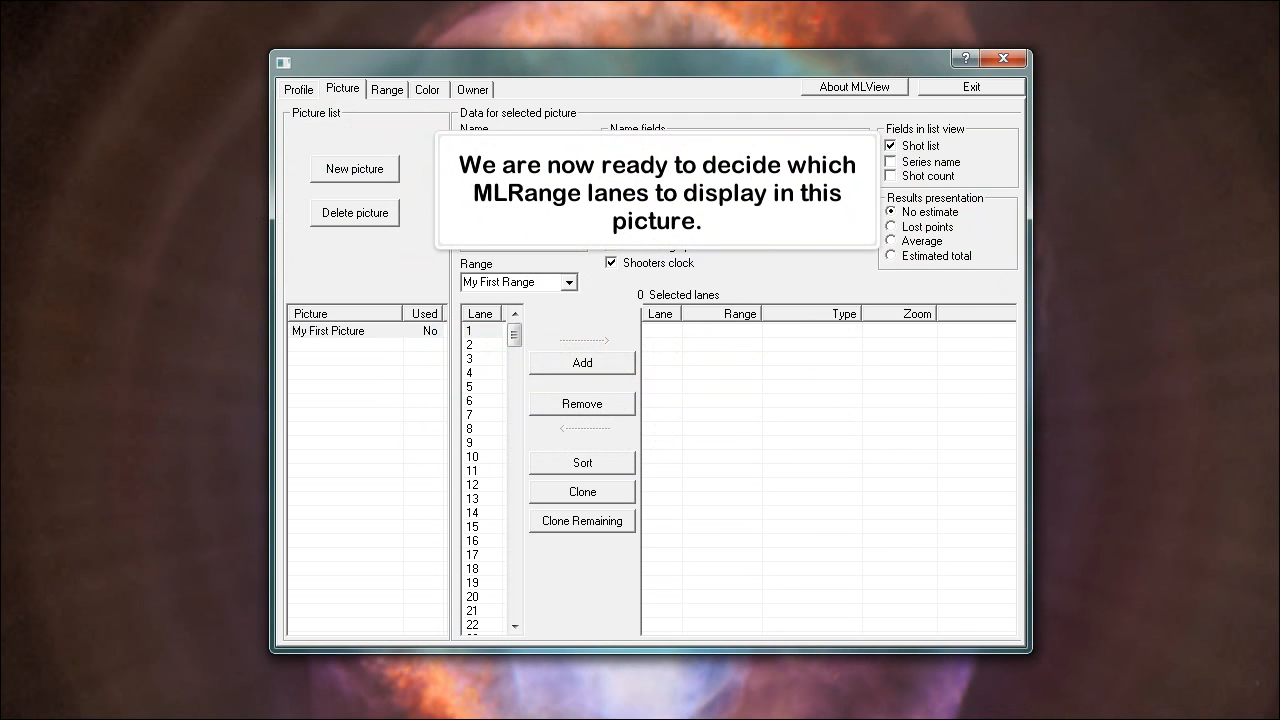 ?
X
Profile
Picture
Range
Color
Owner
About MLView
Exit
Picture list
New picture
Delete picture
Data for selected picture
Name
Name fields
We are now ready to decide which
MLRange lanes to display in this
picture.
Fields in list view
Shot list
Series name
Shot count
Results presentation
No estimate
Lost points
Average
Estimated total
Shooters clock
Range
My First Range
0 Selected lanes
Picture Used
My First Picture No
Lane
1
2
3
4
5
6
7
8
9
10
11
12
13
14
15
16
17
18
19
20
21
22
---------------->
Add
Remove
<----------------
Sort
Clone
Clone Remaining
Lane Range Type Zoom